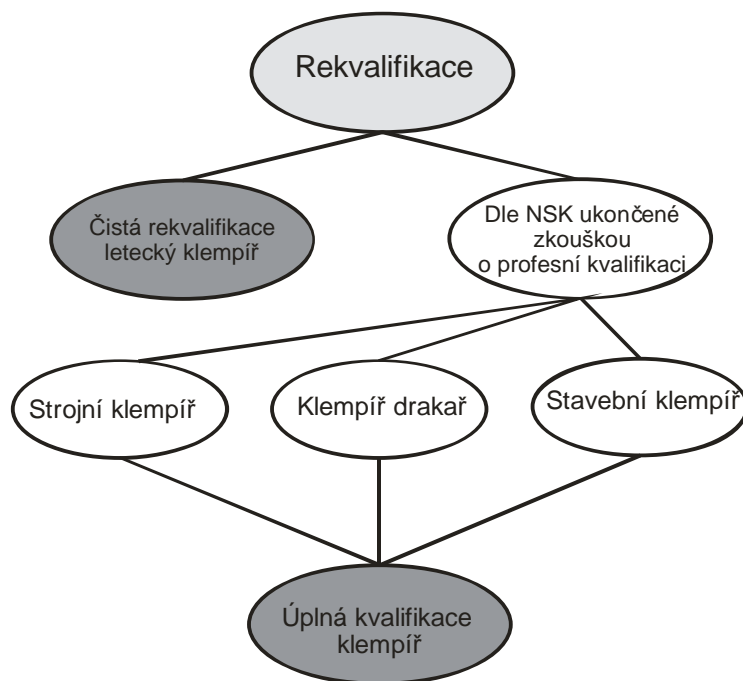 Rekvalifikace
Čistá rekvalifikace
letecký klempíř
Dle NSK ukončené
zkouškou
o profesní kvalifikaci
Strojní klempíř
Klempíř drakař
Stavební klempíř
Úplná kvalifikace
klempíř